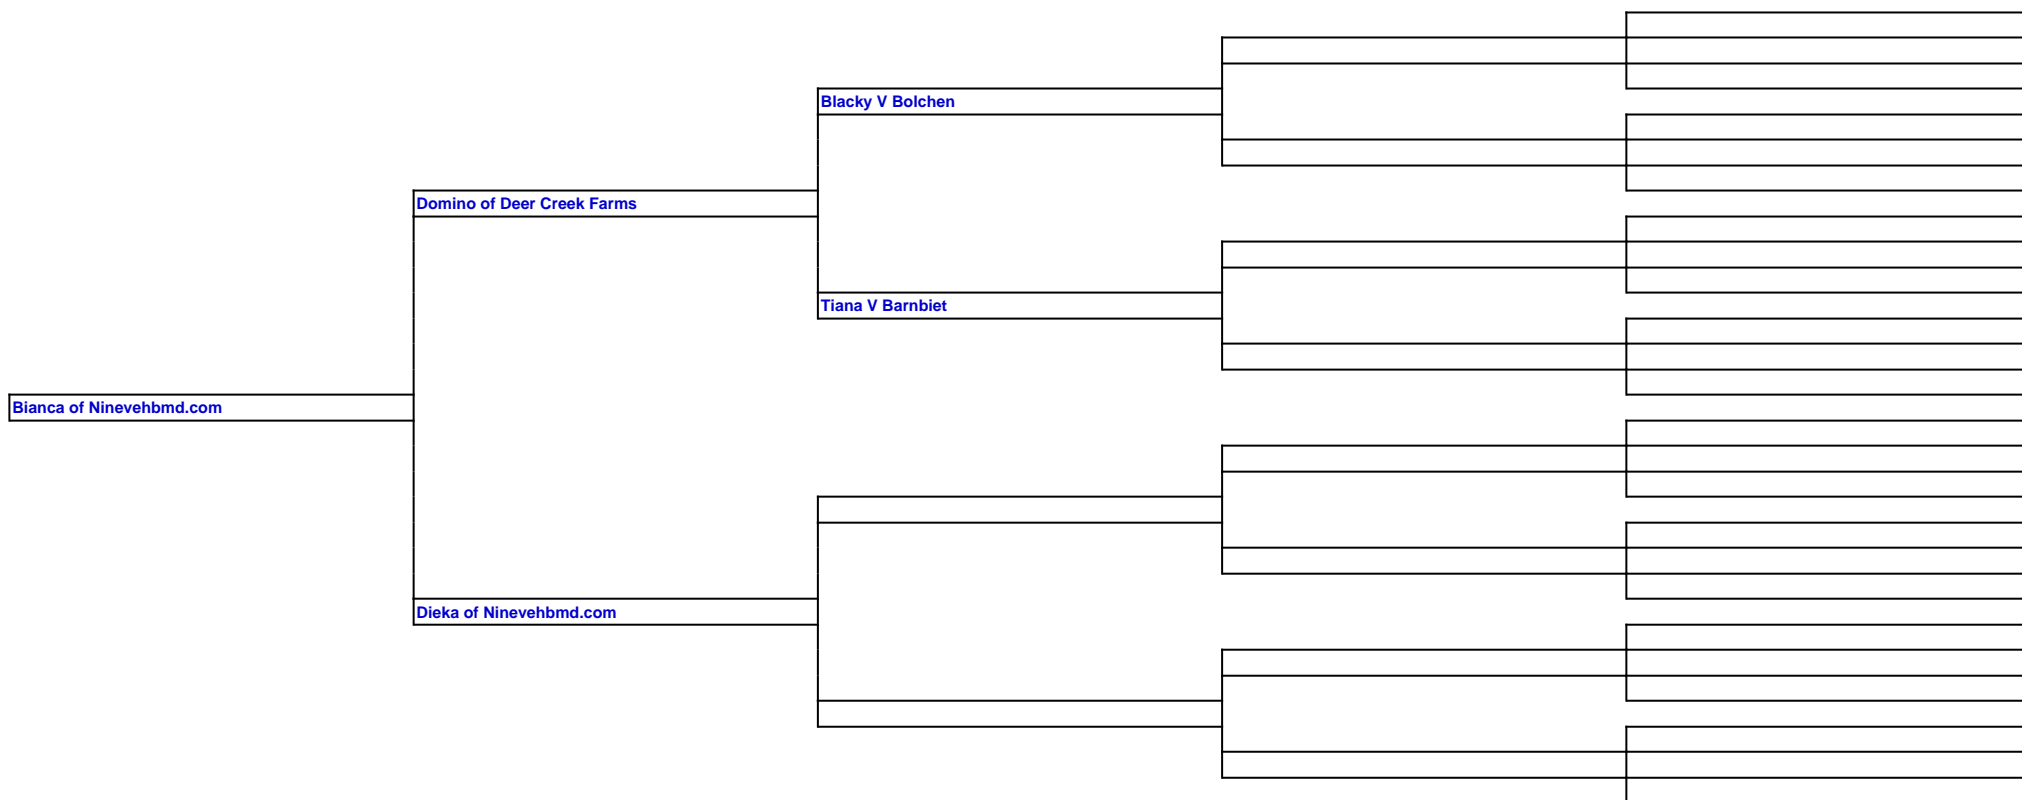 Blacky V Bolchen
Domino of Deer Creek Farms
Tiana V Barnbiet
Bianca of Ninevehbmd.com
Dieka of Ninevehbmd.com